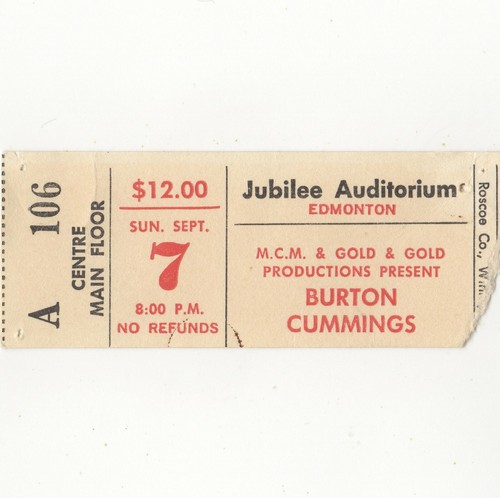 A 106
CENTRE
MAIN FLOOR
$12.00
SUN. SEPT.
7
8:00 P.M.
NO REFUNDS
Jubilee Auditorium
EDMONTON
M.C.M. & GOLD & GOLD
PRODUCTIONS PRESENT
BURTON
CUMMINGS
Roscoe Co.,